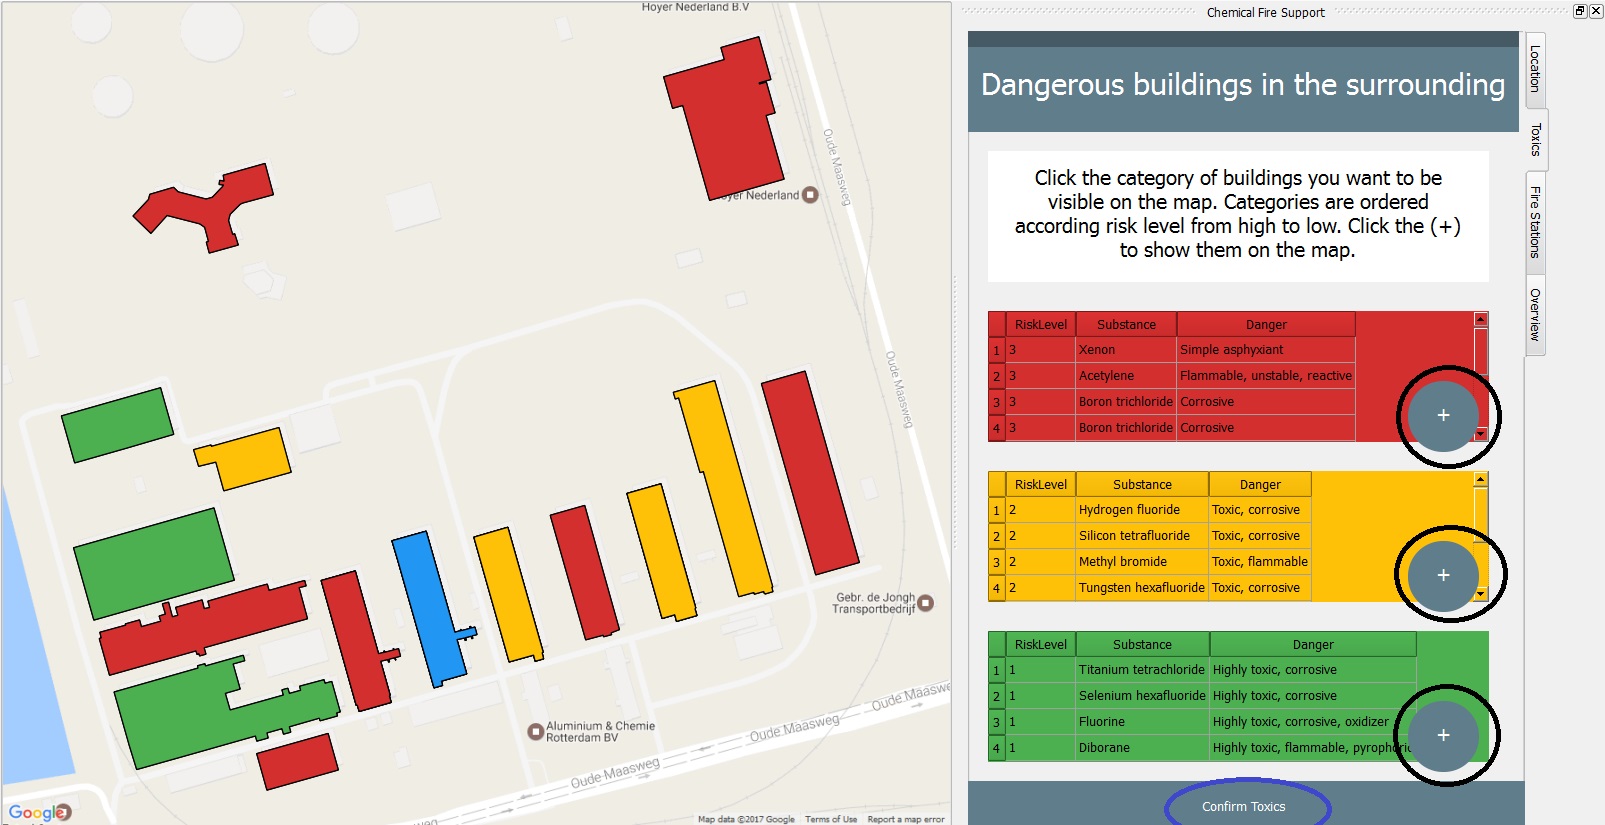 Hoyer Nederland B.V
Oude Maasweg
oyer Nederland
Oude Maasweg
Gebr. de Jongh
Transportbedrijf
Aluminium & Chemie
Rotterdam BV
Oude Maasweg
Oude Maasweg
Oude Maaswe
weg
Google
Map data ©2017 Google
Terms of Use
Report a map error
Chemical Fire Support
Dangerous buildings in the surrounding
Click the category of buildings you want to be
visible on the map. Categories are ordered
according risk level from high to low. Click the (+)
to show them on the map.
RiskLevel Substance Danger
1 3 Xenon Simple asphyxiant
2 3 Acetylene Flammable, unstable, reactive
3 3 Boron trichloride Corrosive
4 3 Boron trichloride Corrosive
+
RiskLevel Substance Danger
1 2 Hydrogen fluoride Toxic, corrosive
2 2 Silicon tetrafluoride Toxic, corrosive
3 2 Methyl bromide Toxic, flammable
4 2 Tungsten hexafluoride Toxic, corrosive
+
RiskLevel Substance Danger
1 1 Titanium tetrachloride Highly toxic, corrosive
2 1 Selenium hexafluoride Highly toxic, corrosive
3 1 Fluorine Highly toxic, corrosive, oxidizer
4 1 Diborane Highly toxic, flammable, pyrophoric
+
Confirm Toxics
Location
Toxics
Fire Stations
Overview